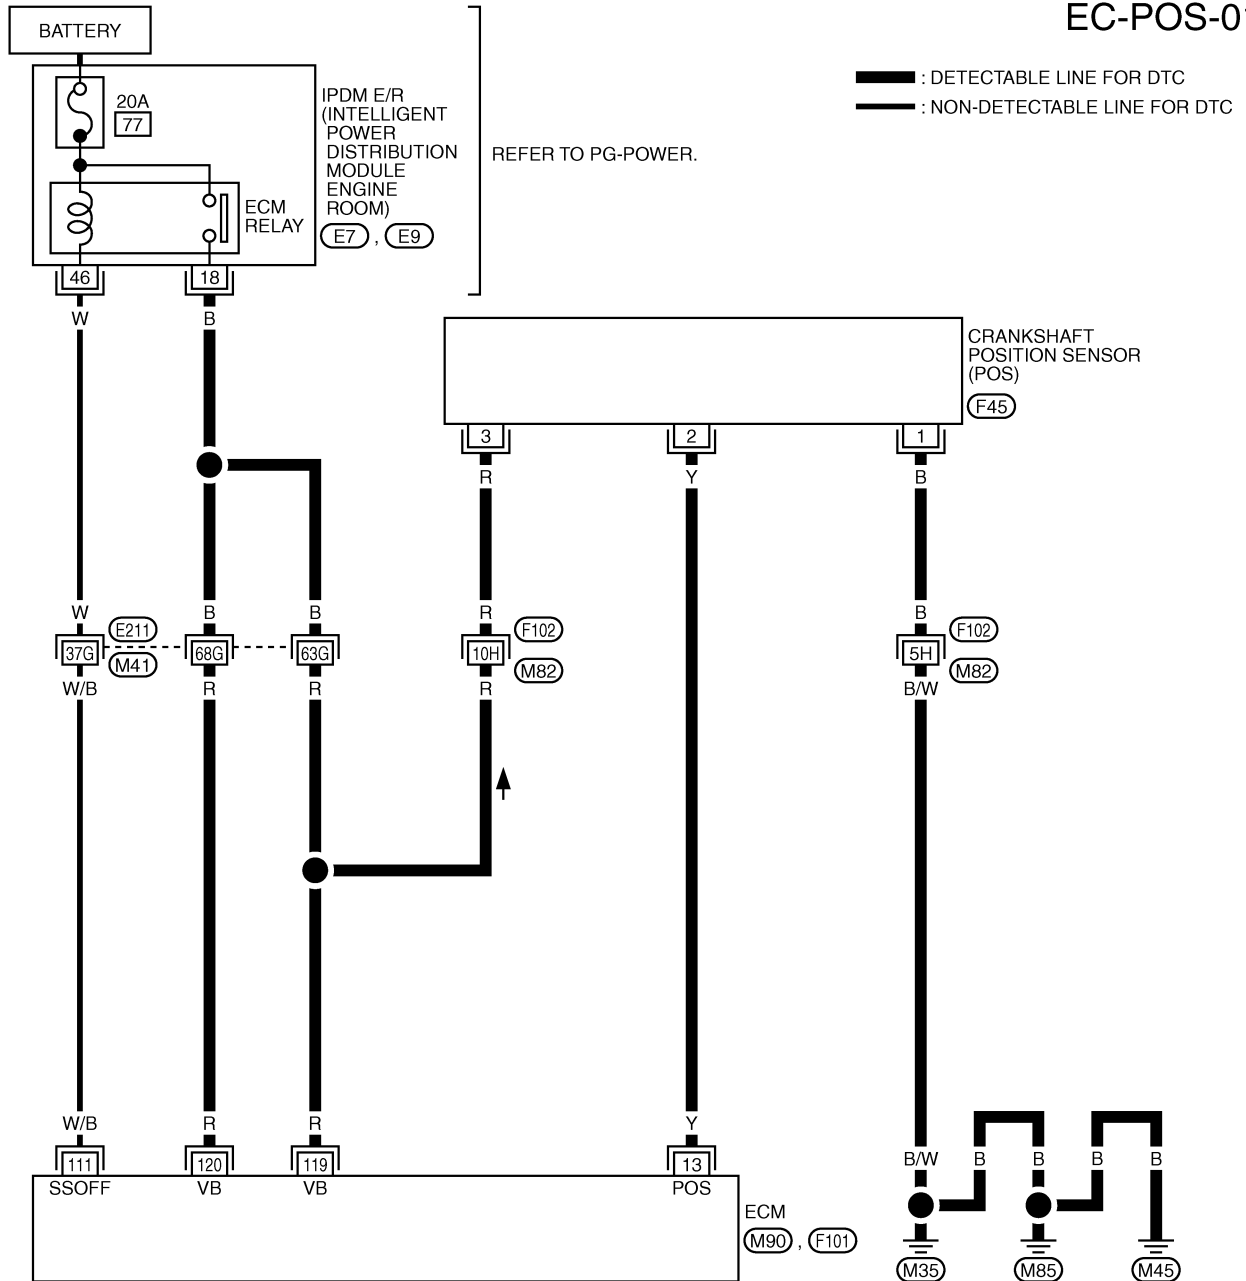 EC-POS-01
BATTERY
: DETECTABLE LINE FOR DTC
: NON-DETECTABLE LINE FOR DTC
20A
77
IPDM E/R
(INTELLIGENT
POWER
DISTRIBUTION
MODULE
ENGINE
ROOM)
E7 , E9
REFER TO PG-POWER.
ECM
RELAY
46 18
W B
CRANKSHAFT
POSITION SENSOR
(POS)
F45
3 2 1
R Y B
W B B R B
E211 F102 F102
37G 68G 63G 10H 5H
M41 M82 M82
W/B R R R B/W
W/B R R Y
B/W B B B B
111 120 119 13
SSOFF VB VB POS
ECM
M90 , F101
M35 M85 M45